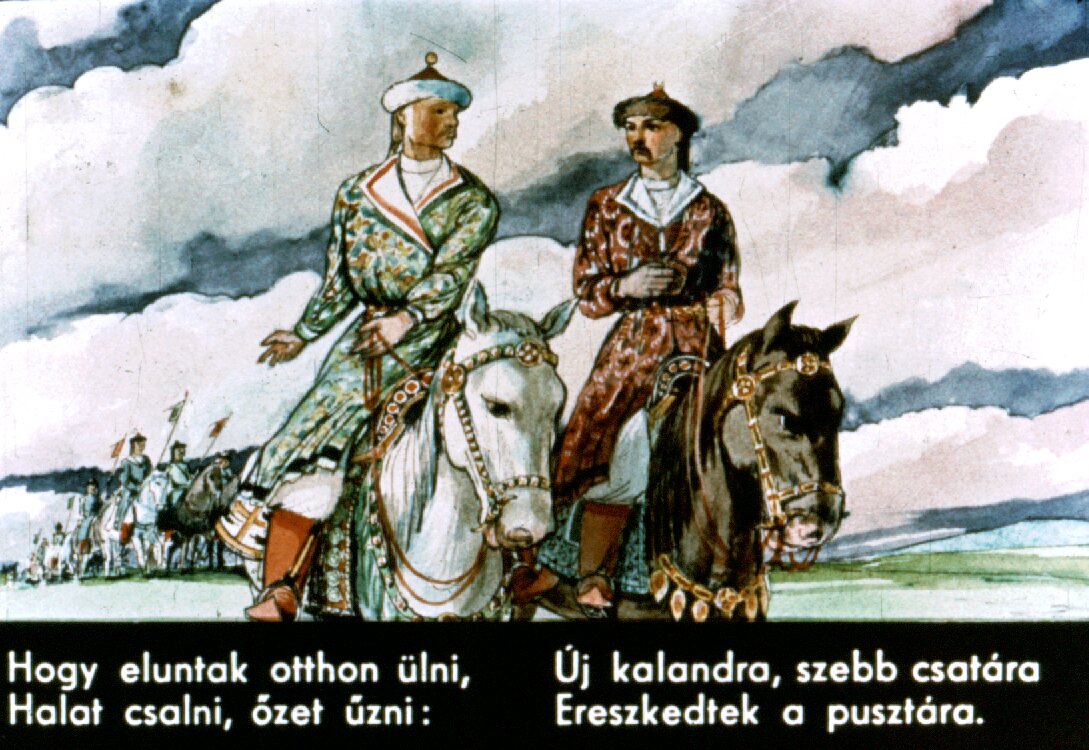 Hogy eluntak otthon ülni,
Halat csalni, őzet űzni:
Új kalandra, szebb csatára
Ereszkedtek a pusztára.